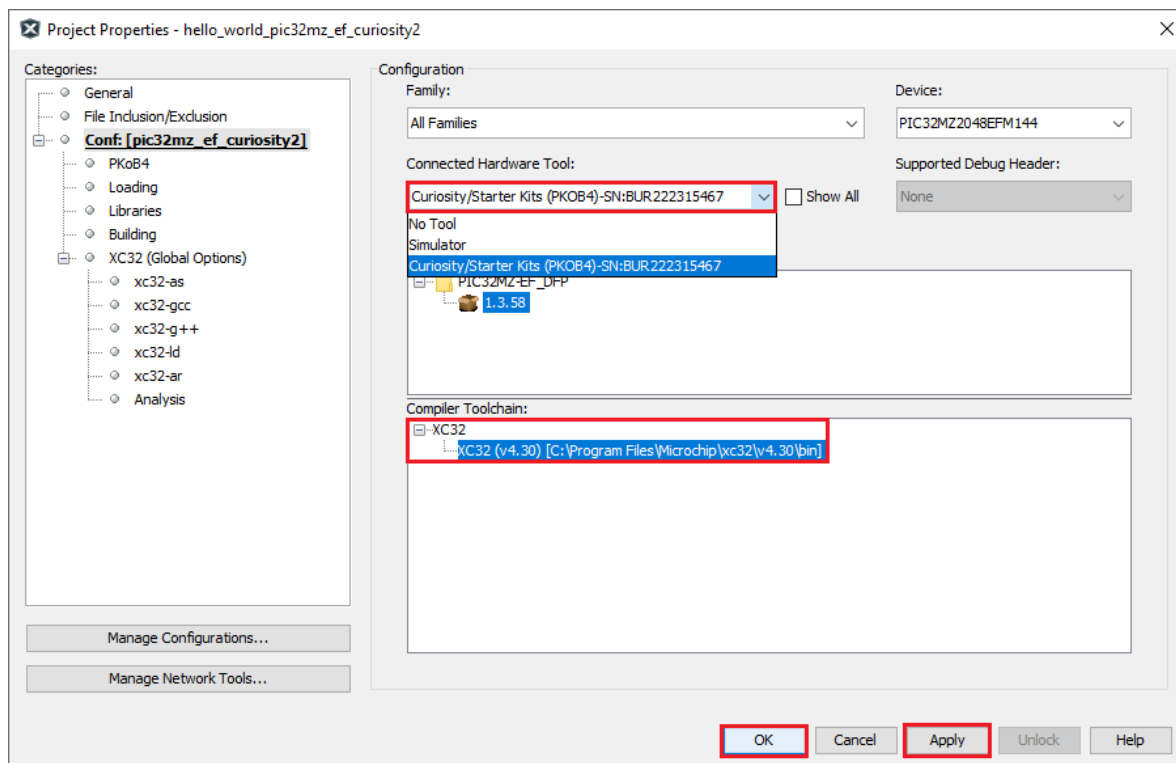 Project Properties - hello_world_pic32mz_ef_curiosity2
Categories:
General
File Inclusion/Exclusion
Conf: [pic32mz_ef_curiosity2]
PKoB4
Loading
Libraries
Building
XC32 (Global Options)
xc32-as
xc32-gcc
xc32-g++
xc32-ld
xc32-ar
Analysis
Manage Configurations...
Manage Network Tools...
Configuration
Family:
Device:
All Families
PIC32MZ2048EFM144
Connected Hardware Tool:
Supported Debug Header:
Curiosity/Starter Kits (PKOB4)-SN:BUR222315467
Show All
None
No Tool
Simulator
Curiosity/Starter Kits (PKOB4)-SN:BUR222315467
PIC32MZ-EF_DFP
1.3.58
Compiler Toolchain:
XC32
XC32 (v4.30) [C:\Program Files\Microchip\xc32\v4.30\bin]
OK
Cancel
Apply
Unlock
Help